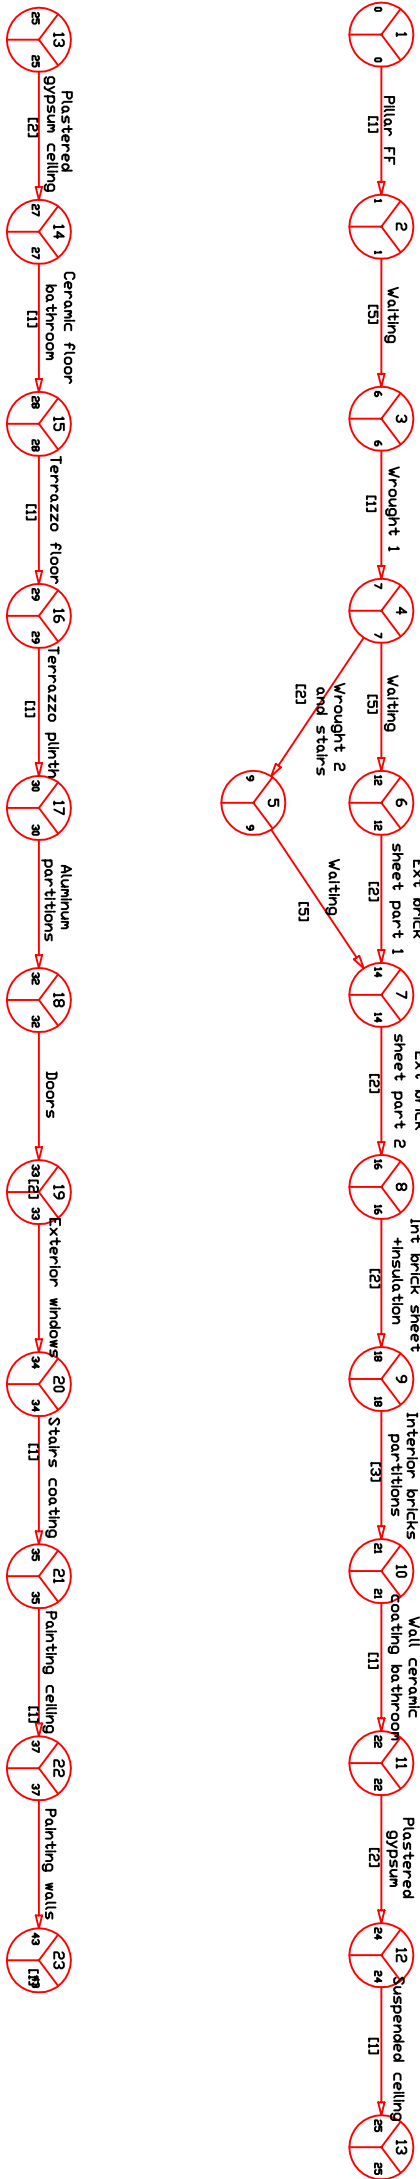 1
0
0
Pillar FF
[1]
2
1
1
Waiting
[5]
3
6
6
Wrought 1
[1]
4
7
7
Waiting
[5]
Wrought 2
and stairs
[2]
5
9
9
Waiting
[5]
6
12
12
Ext brick
sheet part 1
[2]
7
14
14
Ext brick
sheet part 2
[2]
8
16
16
Int brick sheet
+insulation
[2]
9
18
18
Interior bricks
partitions
[3]
10
21
21
Wall ceramic
coating bathroom
[1]
11
22
22
Plastered
gypsum
[2]
12
24
24
Suspended ceiling
[1]
13
25
25
13
25
25
Plastered
gypsum ceiling
[2]
14
27
27
Ceramic floor
bathroom
[1]
15
28
28
Terrazzo floor
[1]
16
29
29
Terrazzo plinth
[1]
17
30
30
Aluminum
partitions
18
32
32
Doors
19
33
[2]
33
Exterior windows
20
34
34
Stairs coating
[1]
21
35
35
Painting ceiling
[1]
22
37
37
Painting walls
23
43